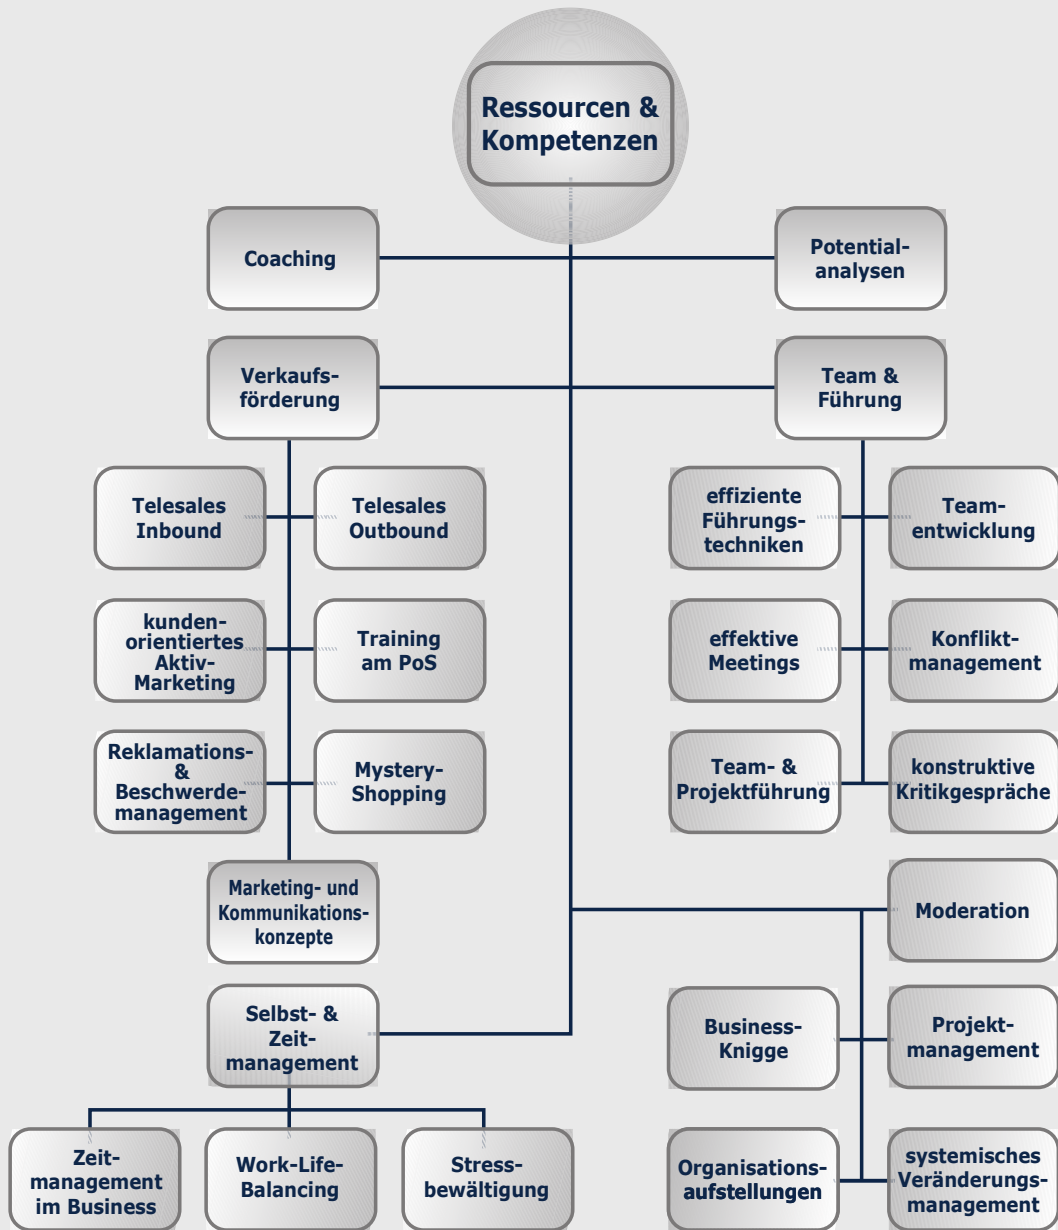 Ressourcen &
Kompetenzen
Coaching
Potential-
analysen
Verkaufs-
förderung
Team &
Führung
Telesales
Inbound
Telesales
Outbound
effiziente
Führungs-
techniken
Team-
entwicklung
kunden-
orientiertes
Aktiv-
Marketing
Training
am PoS
effektive
Meetings
Konflikt-
management
Reklamations-
&
Beschwerde-
management
Mystery-
Shopping
Team- &
Projektführung
konstruktive
Kritikgespräche
Marketing- und
Kommunikations-
konzepte
Moderation
Selbst- &
Zeit-
management
Business-
Knigge
Projekt-
management
Zeit-
management
im Business
Work-Life-
Balancing
Stress-
bewältigung
Organisations-
aufstellungen
systemisches
Veränderungs-
management